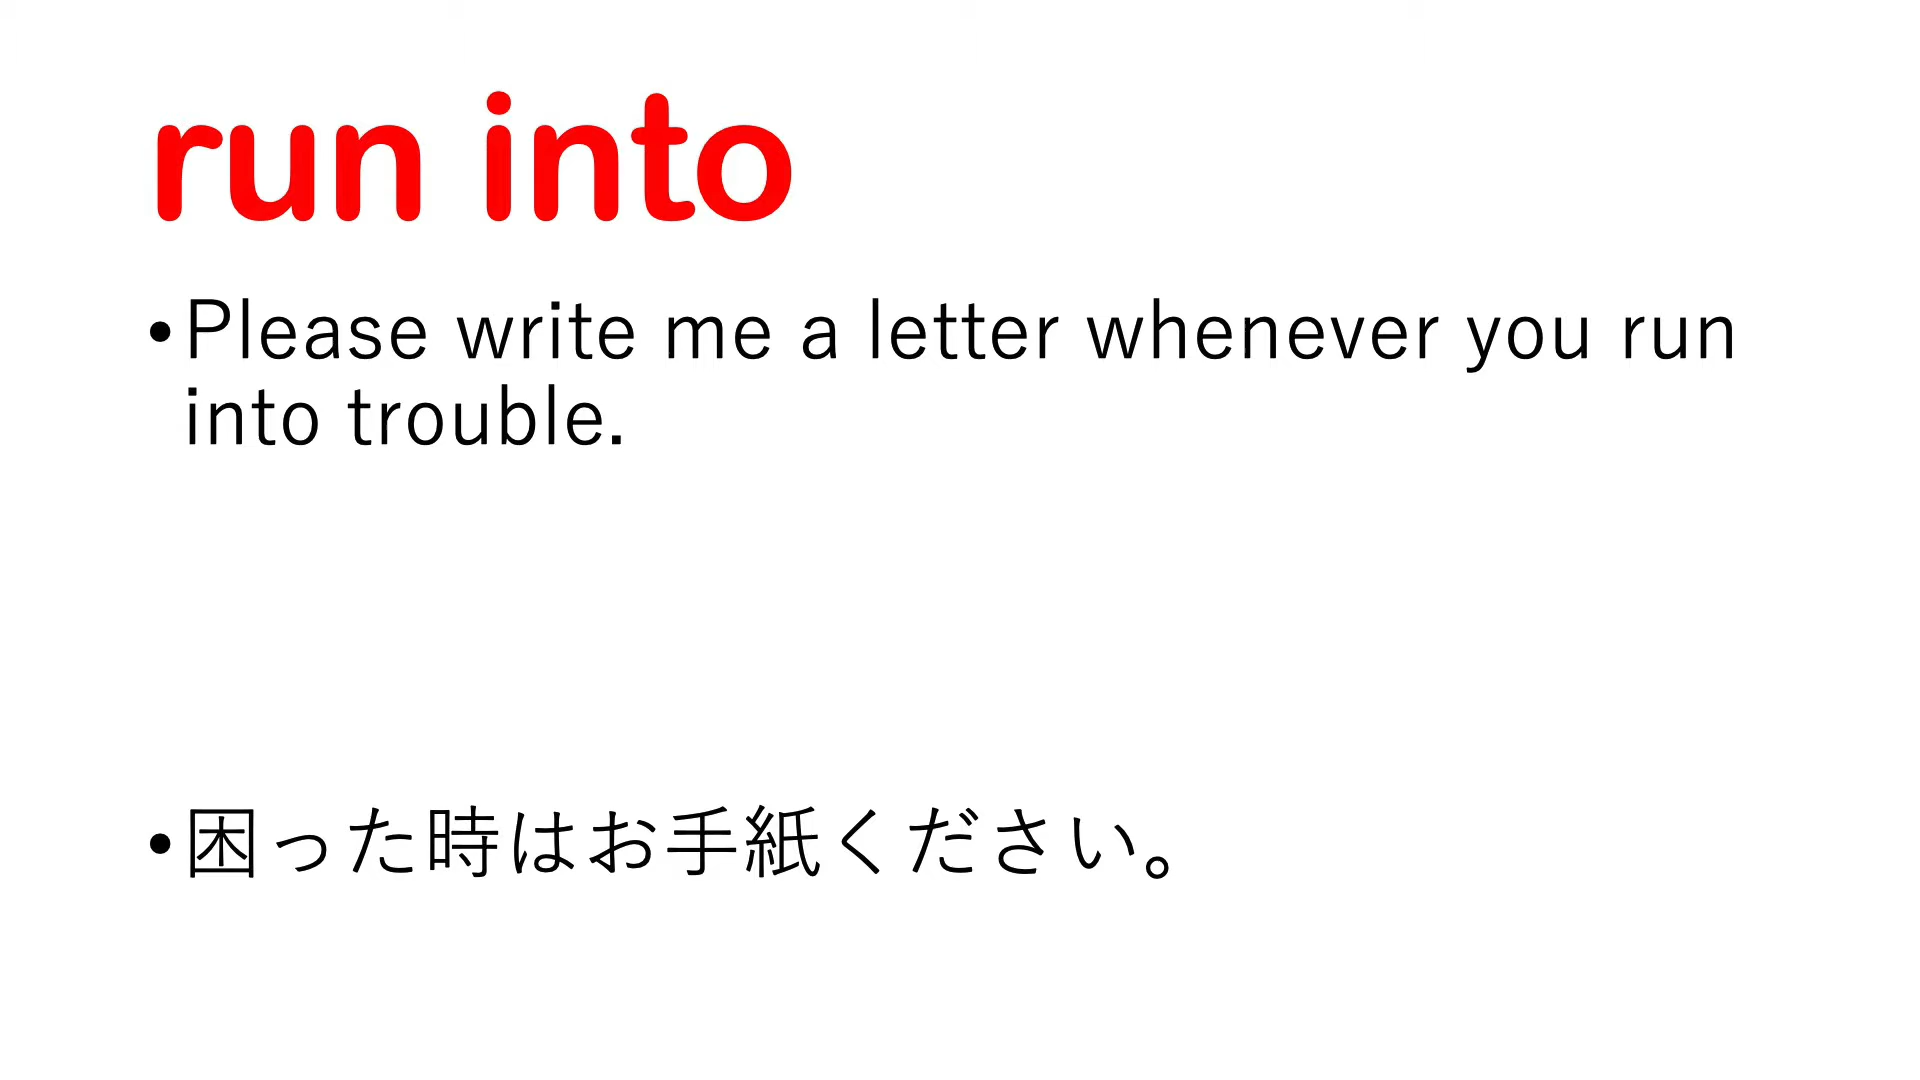 run into
•Please write me a letter whenever you run
into trouble.
•困った時はお手紙ください。